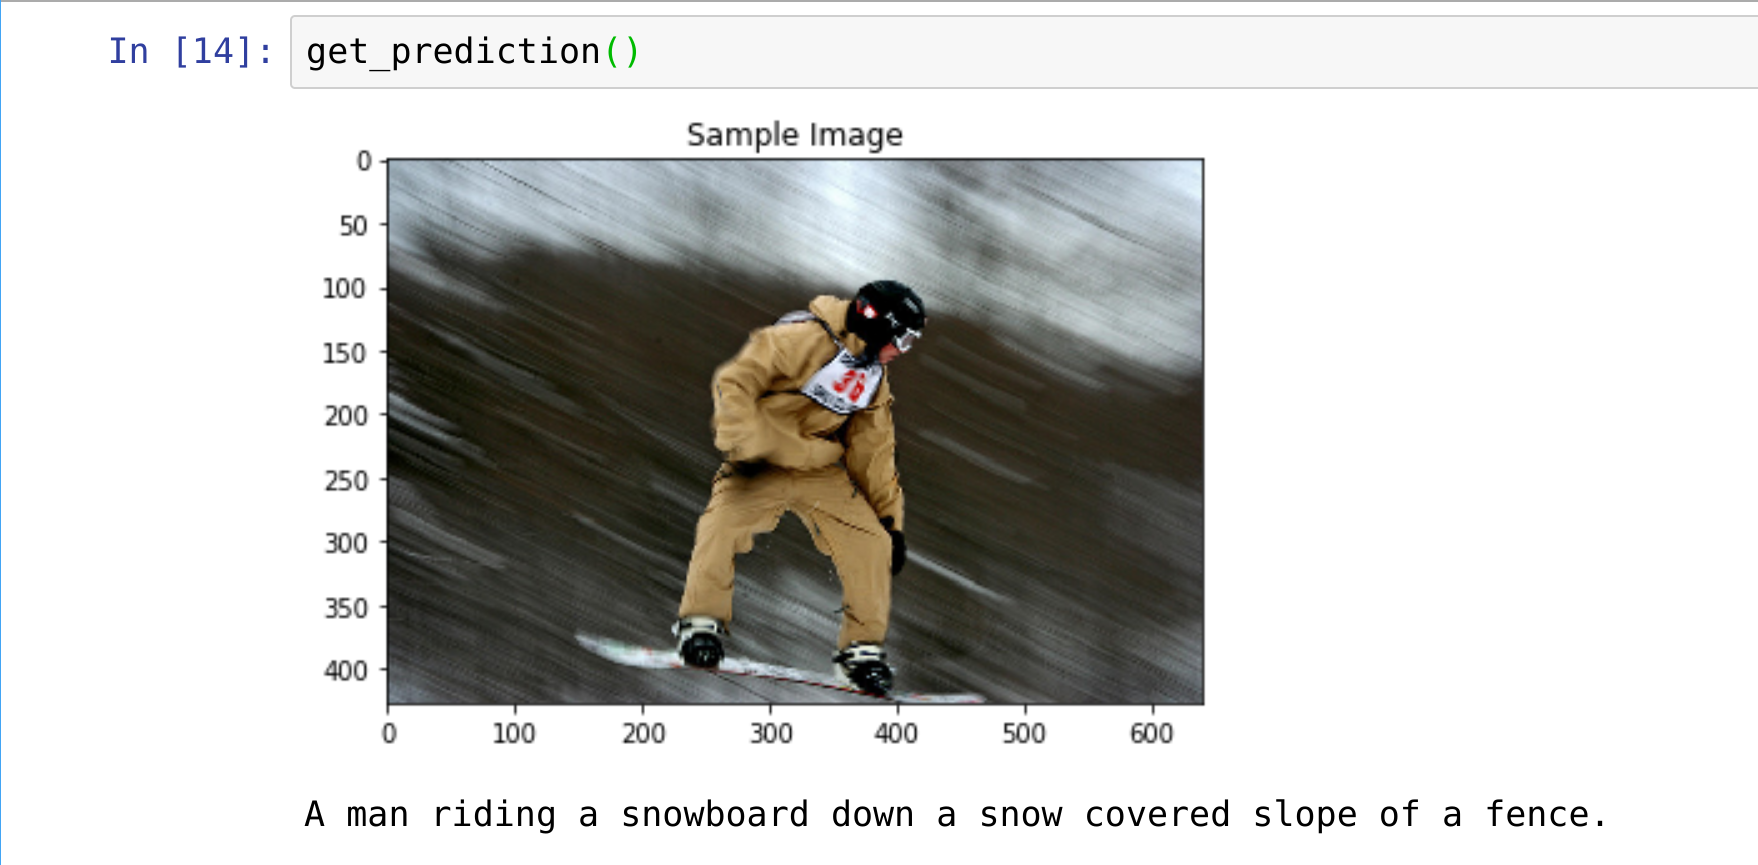 In [14]: get_prediction()
Sample Image
0
50
100
150
200
250
300
350
400
0 100 200 300 400 500 600
A man riding a snowboard down a snow covered slope of a fence.